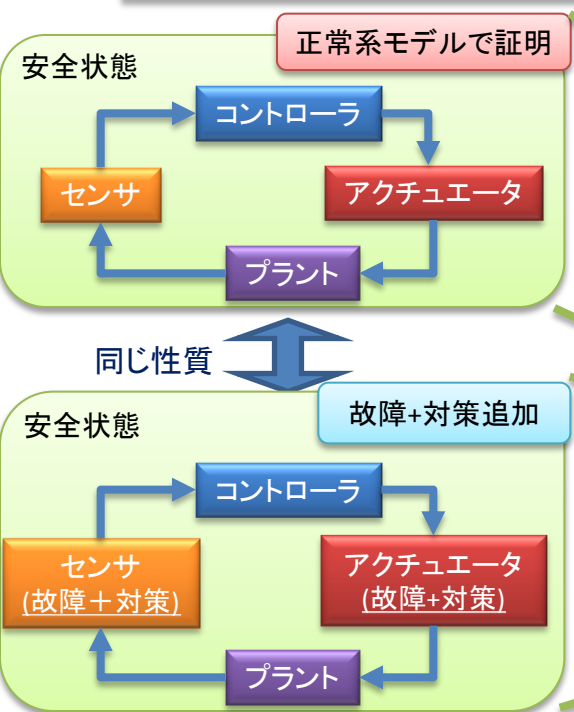 正常系モデルで証明
安全状態
コントローラ
センサ
アクチュエータ
プラント
同じ性質
故障+対策追加
安全状態
コントローラ
センサ
(故障＋対策)
アクチュエータ
(故障+対策)
プラント